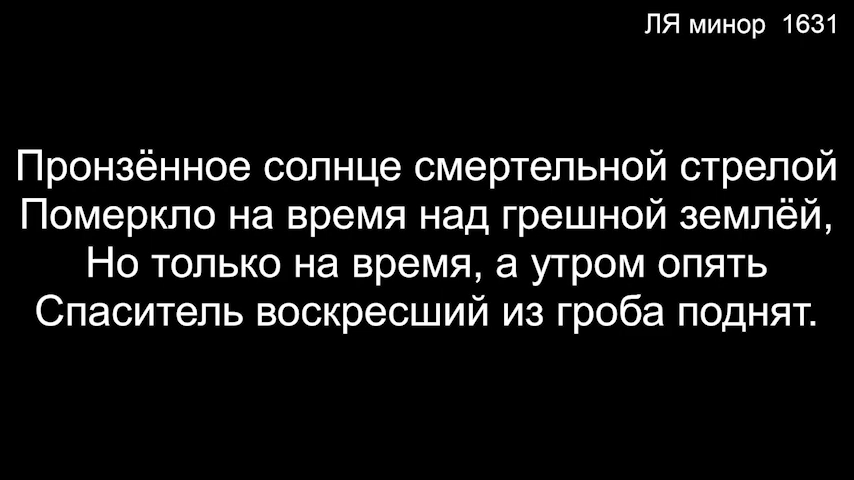 ЛЯ минор 1631
Пронзённое солнце смертельной стрелой
Померкло на время над грешной землёй,
Но только на время, а утром опять
Спаситель воскресший из гроба поднят.